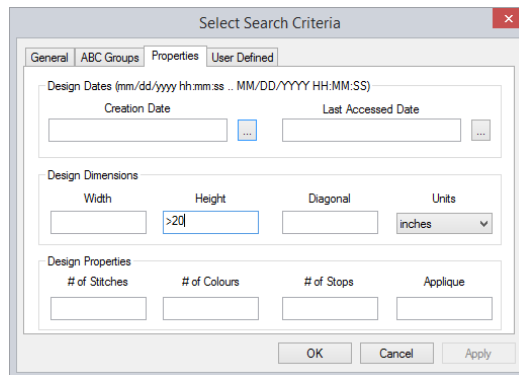 Select Search Criteria
General ABC Groups Properties User Defined
Design Dates (mm/dd/yyyy hh:mm:ss .. MM/DD/YYYY HH:MM:SS)
Creation Date Last Accessed Date
... ...
Design Dimensions
Width Height Diagonal Units
>20 inches
Design Properties
# of Stitches # of Colours # of Stops Applique
OK Cancel Apply